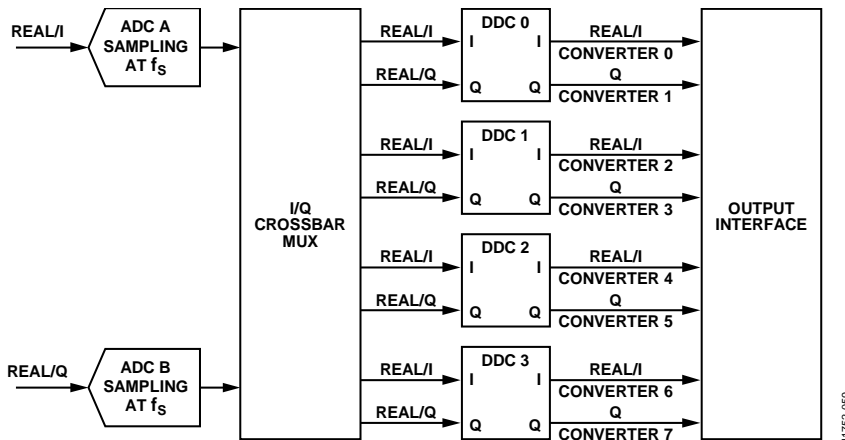 REAL/I
ADC A
SAMPLING
AT fS
REAL/Q
ADC B
SAMPLING
AT fS
I/Q
CROSSBAR
MUX
REAL/I
REAL/Q
DDC 0
I I
Q Q
REAL/I
CONVERTER 0
Q
CONVERTER 1
REAL/I
REAL/Q
DDC 1
I I
Q Q
REAL/I
CONVERTER 2
Q
CONVERTER 3
REAL/I
REAL/Q
DDC 2
I I
Q Q
REAL/I
CONVERTER 4
Q
CONVERTER 5
REAL/I
REAL/Q
DDC 3
I I
Q Q
REAL/I
CONVERTER 6
Q
CONVERTER 7
OUTPUT
INTERFACE